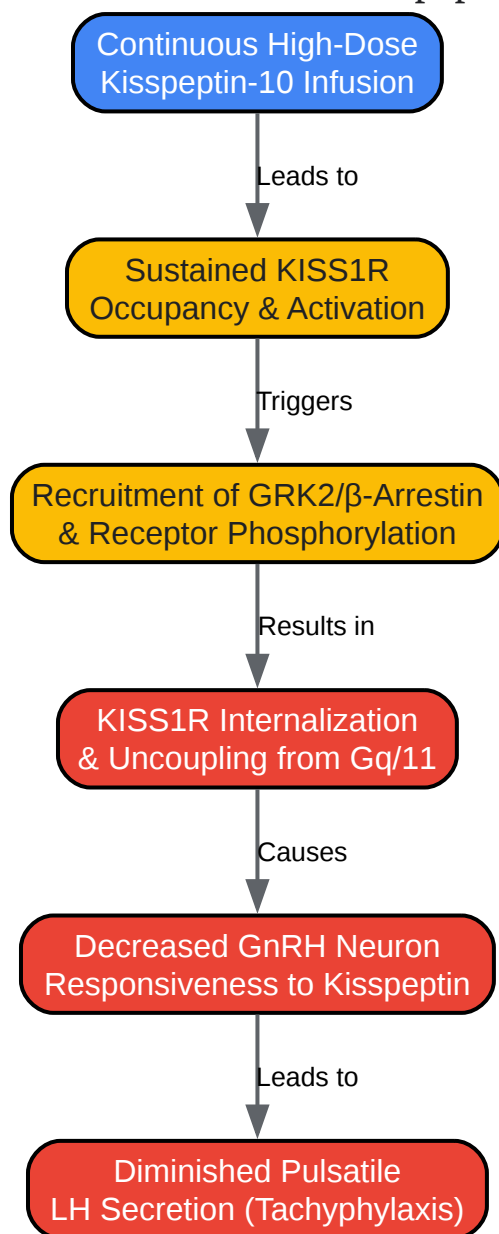 Continuous High-Dose
Kisspeptin-10 Infusion
Leads to
Sustained KISS1R
Occupancy & Activation
Triggers
Recruitment of GRK2/β-Arrestin
& Receptor Phosphorylation
Results in
KISS1R Internalization
& Uncoupling from Gq/11
Causes
Decreased GnRH Neuron
Responsiveness to Kisspeptin
Leads to
Diminished Pulsatile
LH Secretion (Tachyphylaxis)